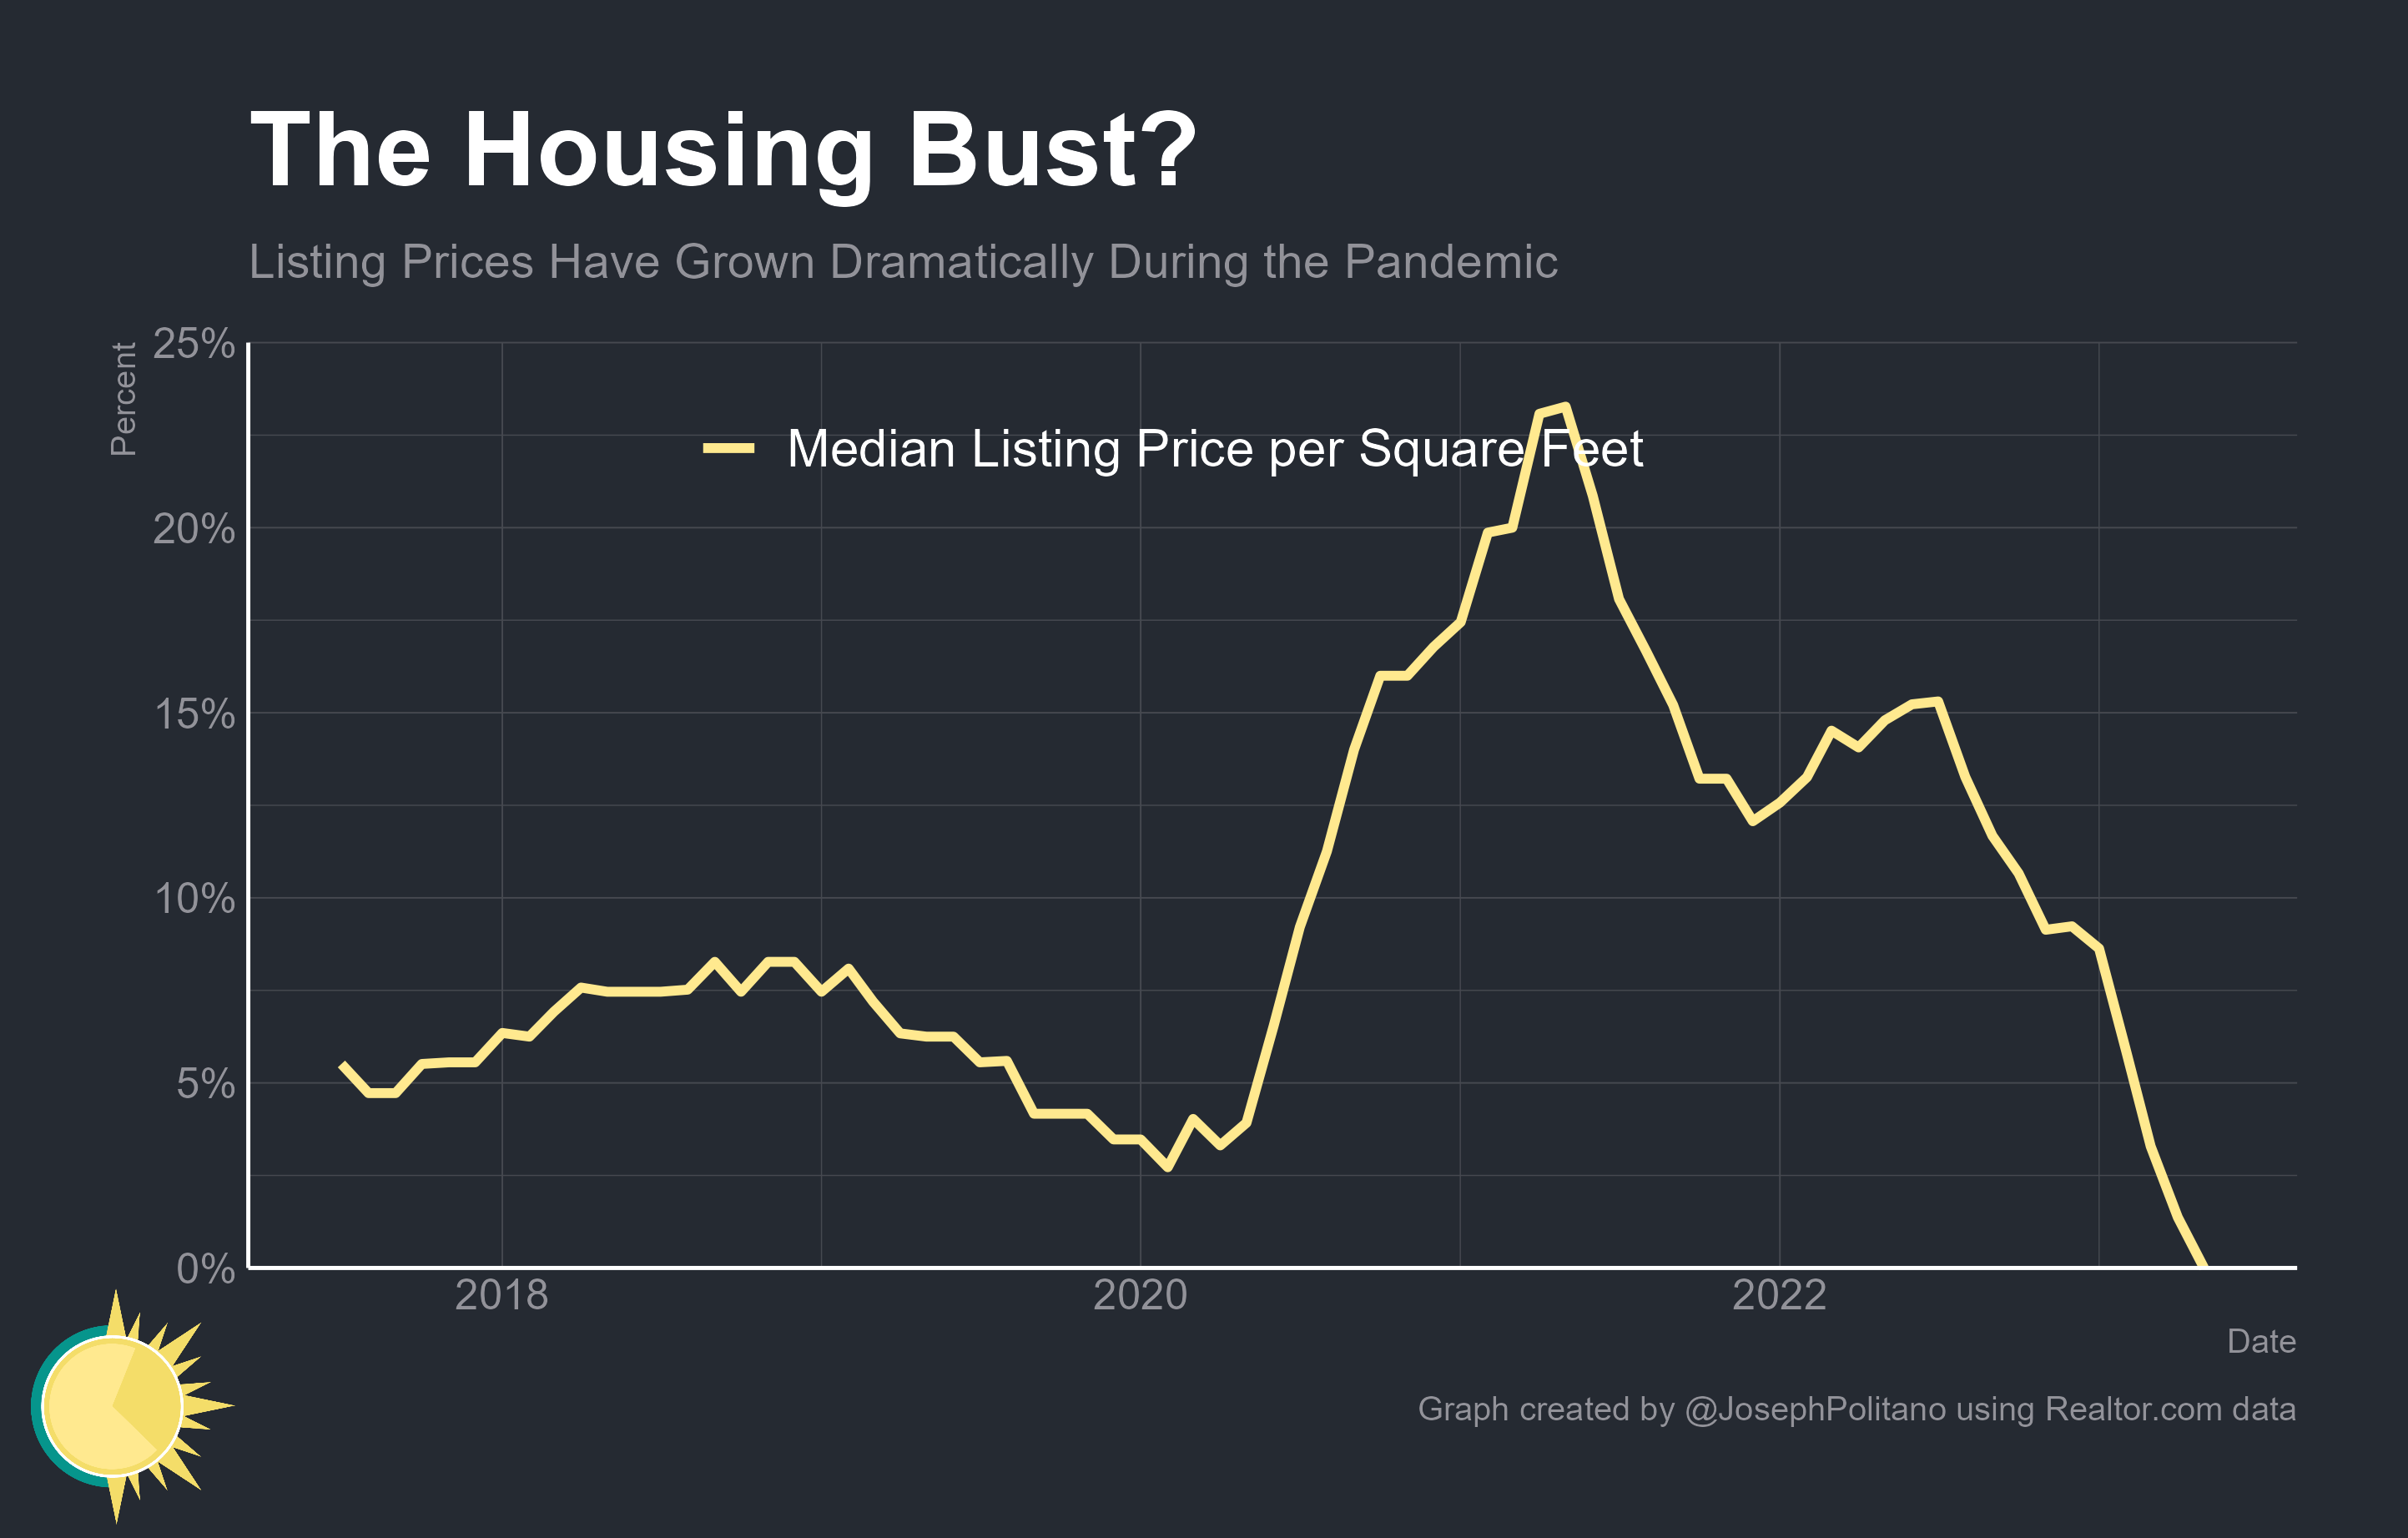 The Housing Bust?
Listing Prices Have Grown Dramatically During the Pandemic
Percent
25%
Median Listing Price per Square Feet
20%
15%
10%
5%
0%
2018
2020
2022
Date
Graph created by @JosephPolitano using Realtor.com data